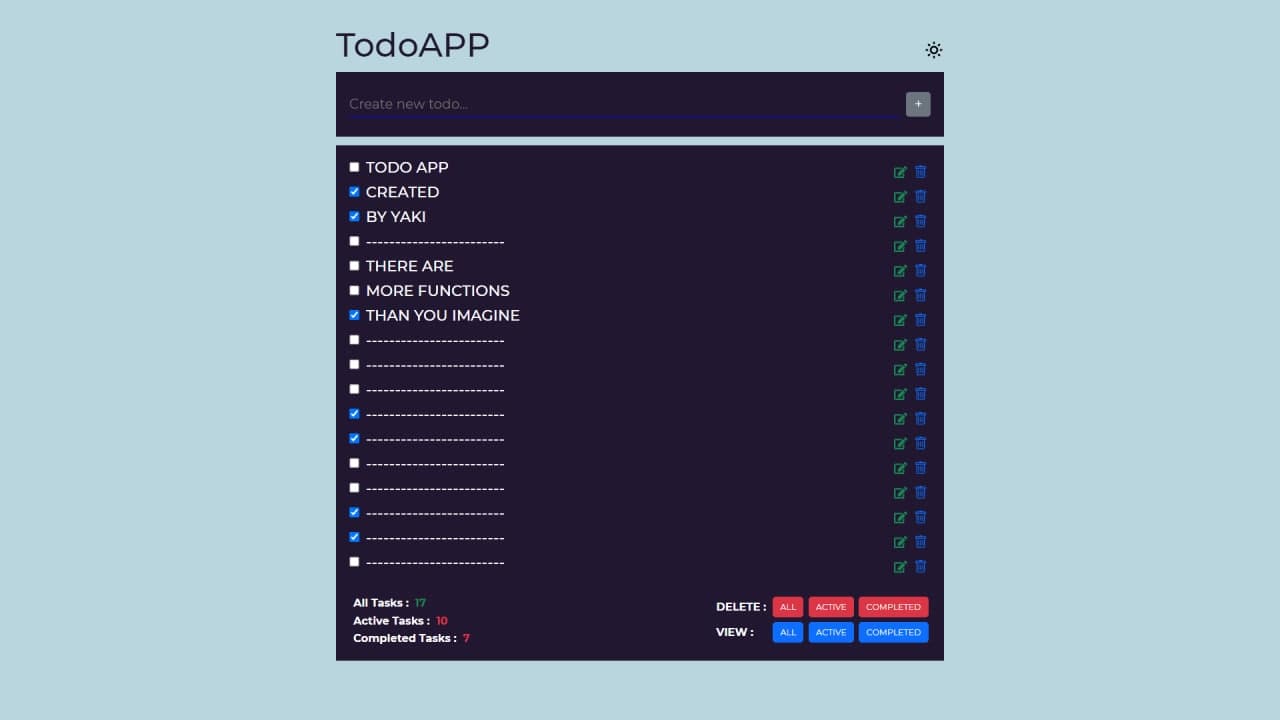 TodoAPP
Create new todo...
+
TODO APP
CREATED
BY YAKI
------------------------
THERE ARE
MORE FUNCTIONS
THAN YOU IMAGINE
------------------------
------------------------
------------------------
------------------------
------------------------
------------------------
------------------------
------------------------
------------------------
------------------------
All Tasks : 17
Active Tasks : 10
Completed Tasks : 7
DELETE : ALL ACTIVE COMPLETED
VIEW : ALL ACTIVE COMPLETED